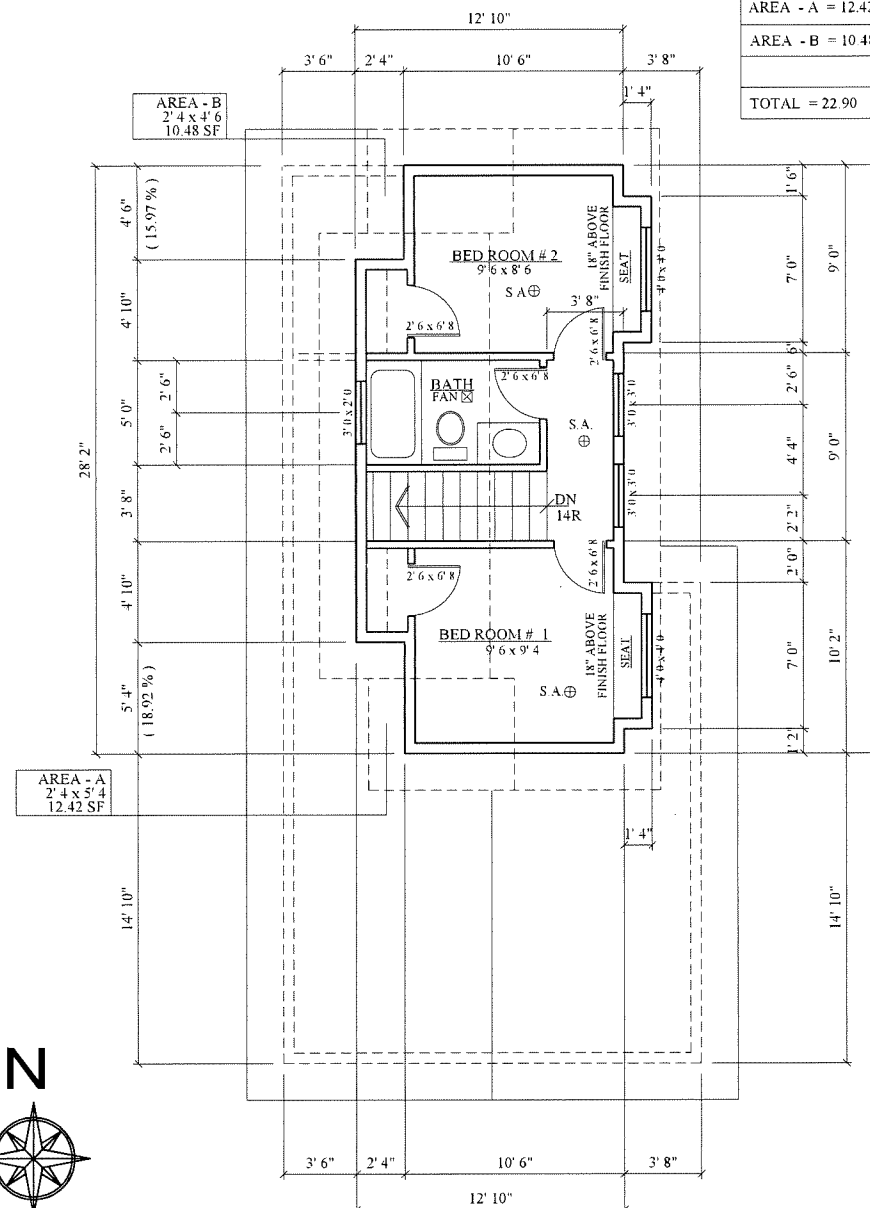 AREA - A = 12.42
AREA - B = 10 48
TOTAL = 22.90
12' 10"
3' 6"
2' 4"
10' 6"
3' 8"
1' 4"
AREA - B
2' 4 x 4' 6
10.48 SF
28' 2"
4' 6"
( 15.97 % )
4' 10"
5' 0"
2' 6"
2' 6"
3' 8"
4' 10"
5' 4"
( 18.92 % )
14' 10"
BED ROOM # 2
9' 6 x 8' 6
S A
18" ABOVE
FINISH FLOOR
SEAT
4' 0 x 4' 0
3' 8"
2' 6 x 6' 8
2' 6 x 6' 8
2' 6 x 6' 8
BATH
FAN
3' 0 x 2' 0
S.A.
3' 0 x 3' 0
3' 0 x 3' 0
DN
14R
2' 6 x 6' 8
2' 6 x 6' 8
BED ROOM # 1
9' 6 x 9' 4
S.A.
18" ABOVE
FINISH FLOOR
SEAT
4' 0 x 4' 0
1' 6"
7' 0"
6"
2' 6"
4' 4"
2' 2"
2' 0"
7' 0"
1' 2"
9' 0"
9' 0"
10' 2"
14' 10"
AREA - A
2' 4 x 5' 4
12.42 SF
1' 4"
N
3' 6"
2' 4"
10' 6"
3' 8"
12' 10"